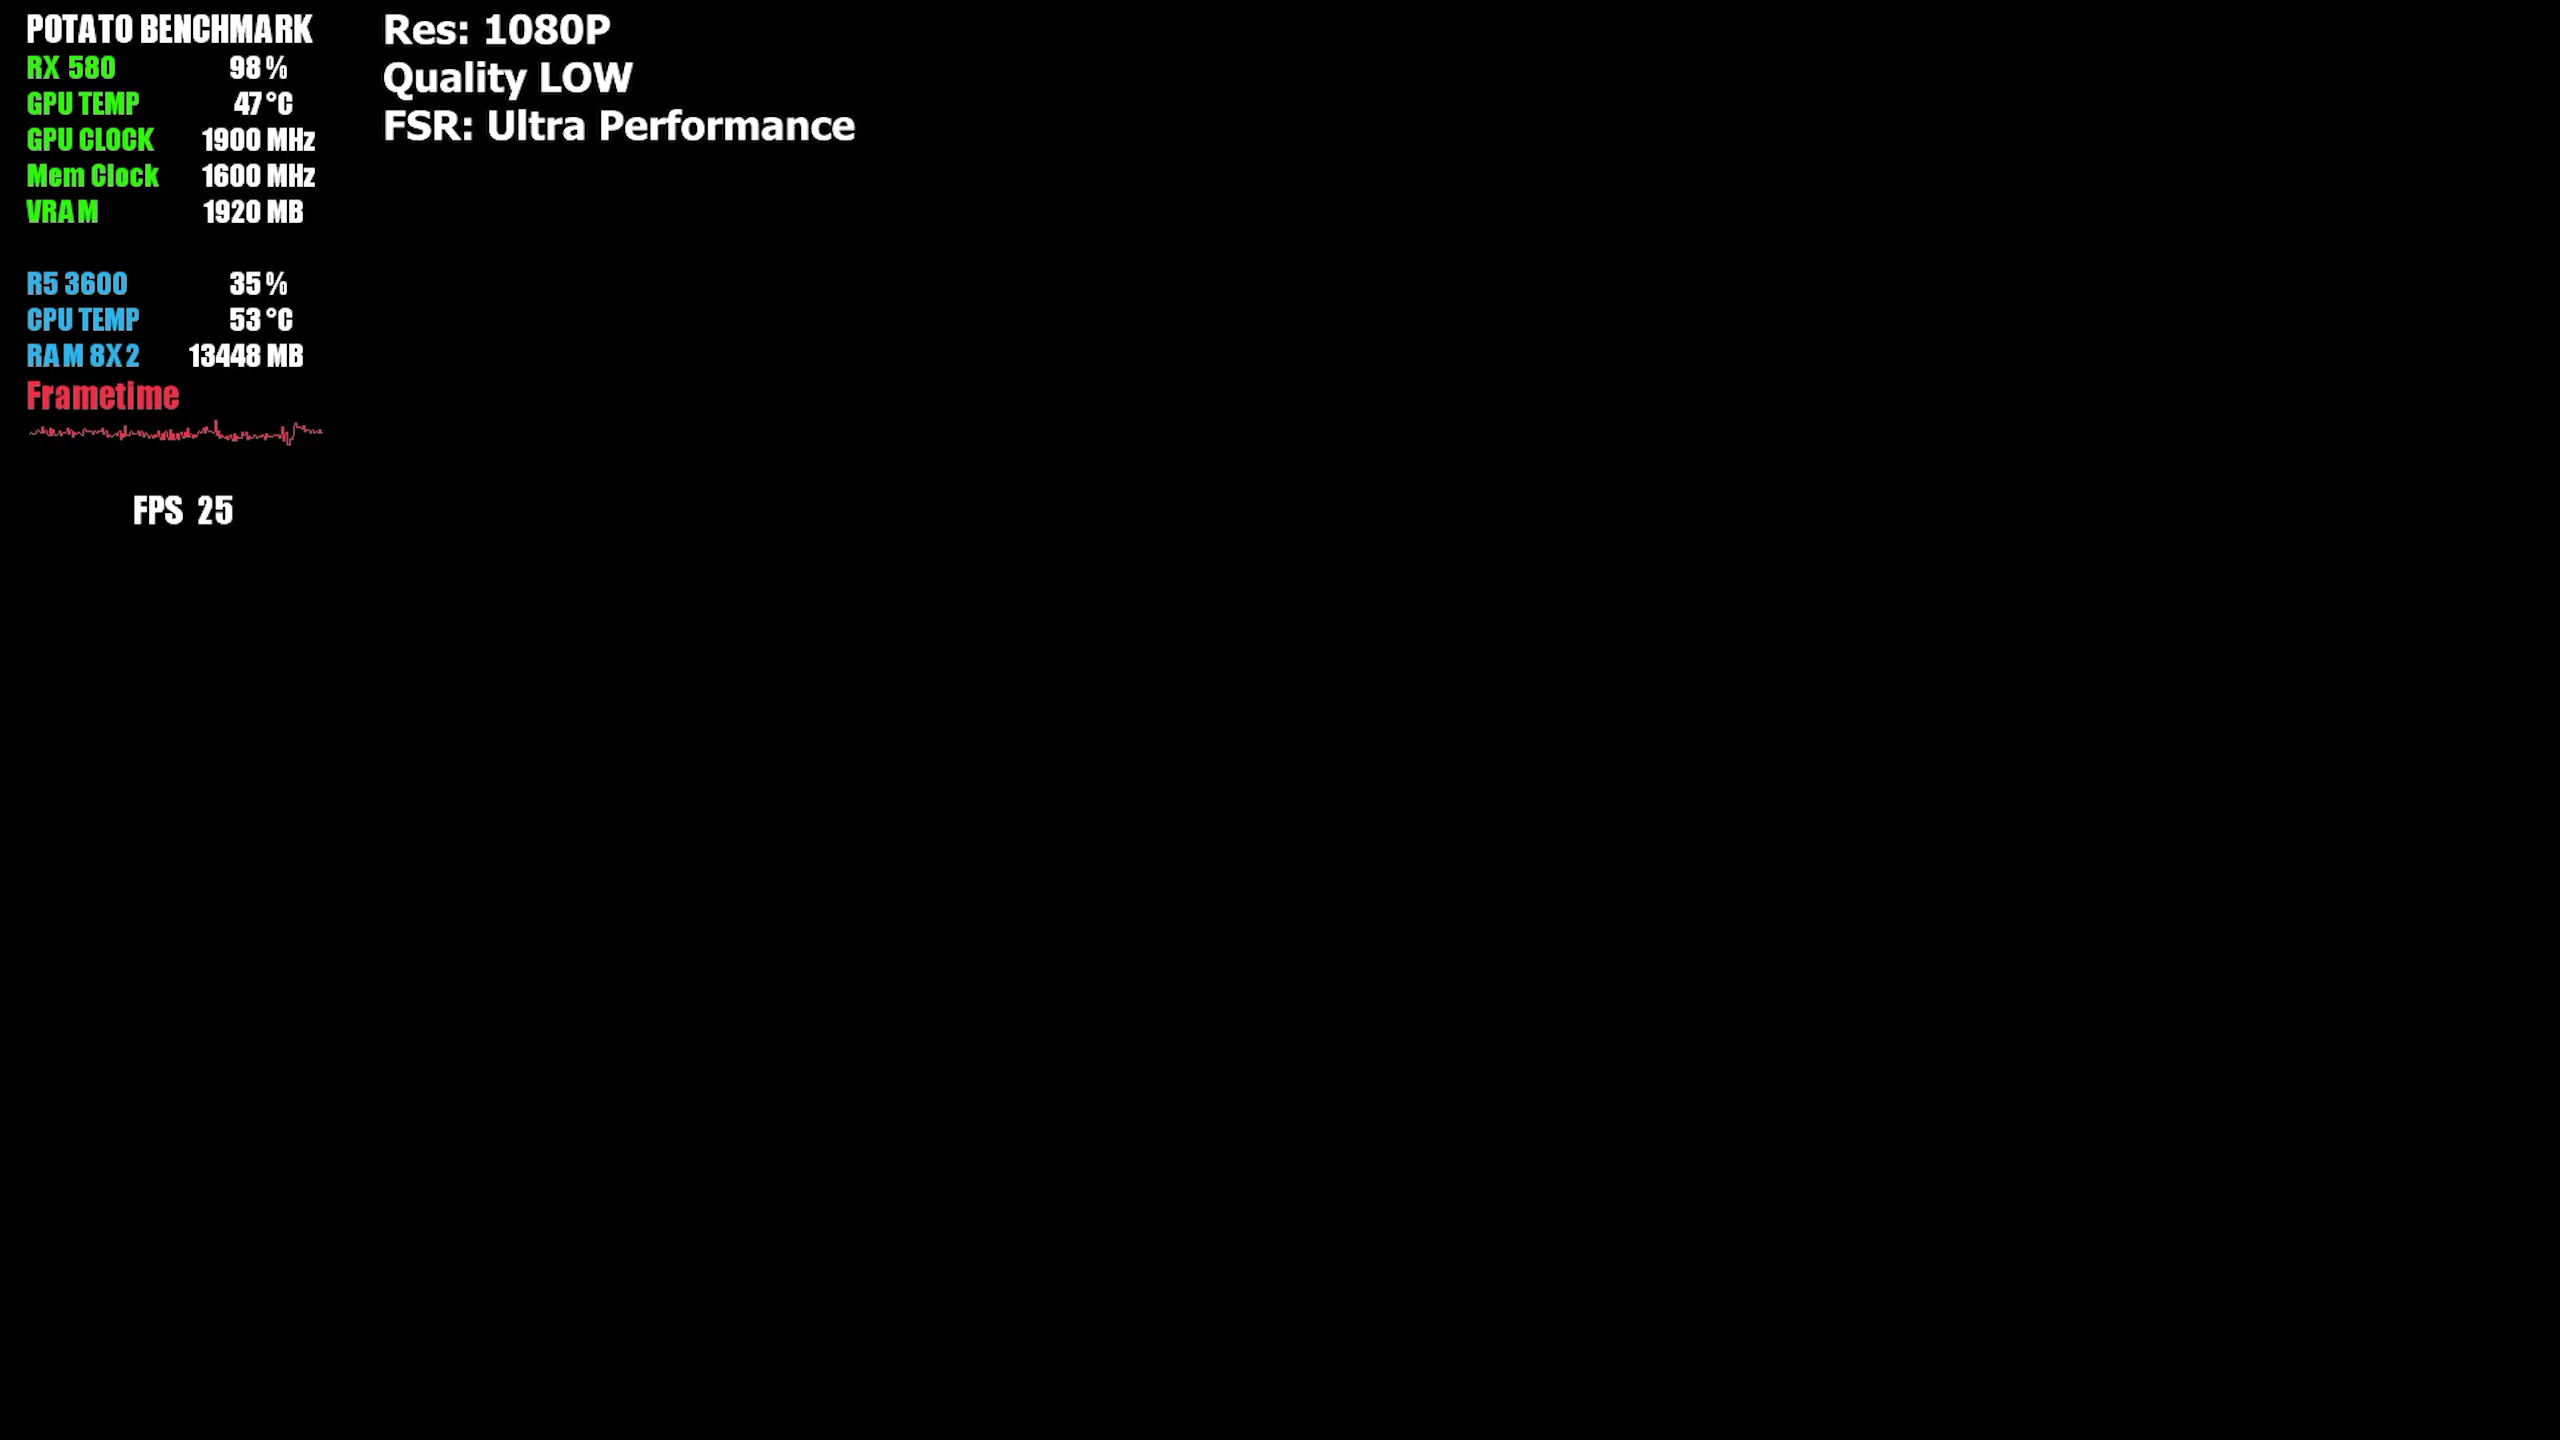 POTATO BENCHMARK
RX 580 98 %
GPU TEMP 47 °C
GPU CLOCK 1900 MHz
Mem Clock 1600 MHz
VRAM 1920 MB
R5 3600 35 %
CPU TEMP 53 °C
RAM 8X2 13448 MB
Frametime
FPS 25
Res: 1080P
Quality LOW
FSR: Ultra Performance